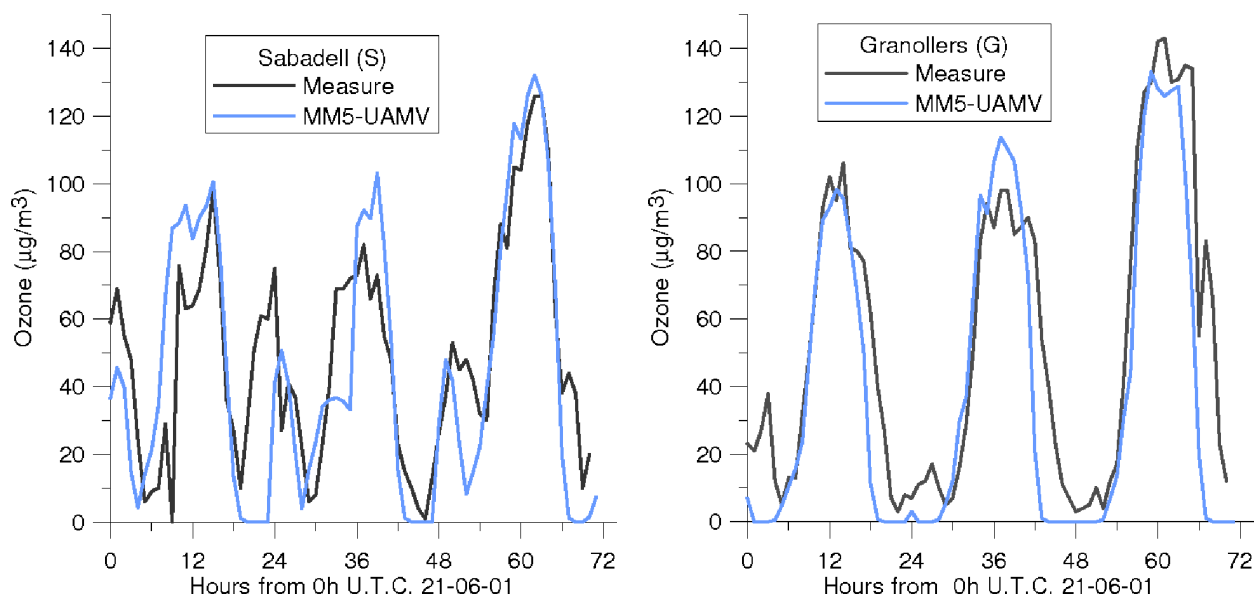 Sabadell (S)
Measure
MM5-UAMV
Ozone (µg/m3)
140
120
100
80
60
40
20
0
0 12 24 36 48 60 72
Hours from 0h U.T.C. 21-06-01
Granollers (G)
Measure
MM5-UAMV
Ozone (µg/m3)
140
120
100
80
60
40
20
0
0 12 24 36 48 60 72
Hours from 0h U.T.C. 21-06-01